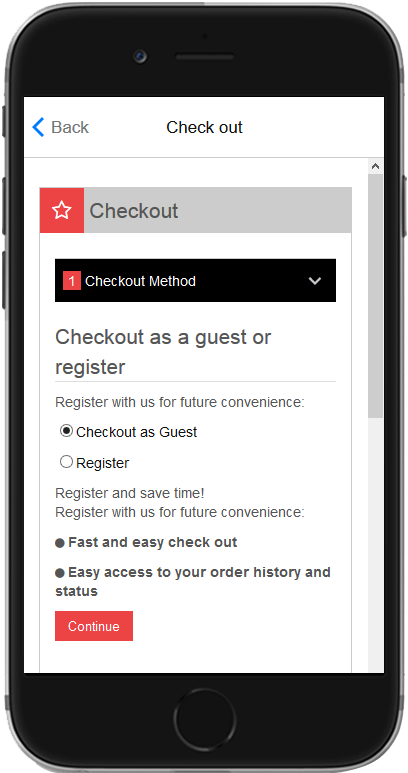 Back
Check out
Checkout
1 Checkout Method
Checkout as a guest or
register
Register with us for future convenience:
Checkout as Guest
Register
Register and save time!
Register with us for future convenience:
Fast and easy check out
Easy access to your order history and
status
Continue